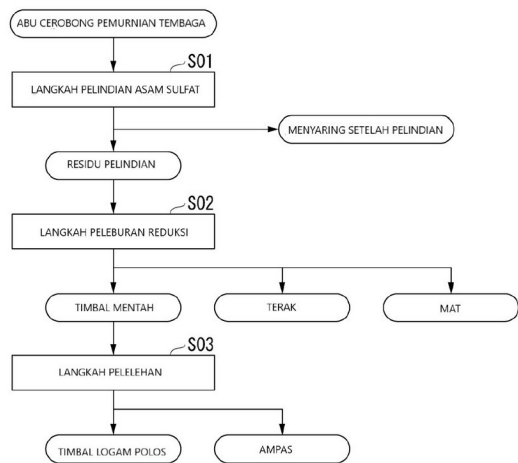 ABU CEROBONG PEMURNIAN TEMBAGA
S01
LANGKAH PELINDIAN ASAM SULFAT
MENYARING SETELAH PELINDIAN
RESIDU PELINDIAN
S02
LANGKAH PELEBURAN REDUKSI
TIMBAL MENTAH
TERAK
MAT
S03
LANGKAH PELELEHAN
TIMBAL LOGAM POLOS
AMPAS